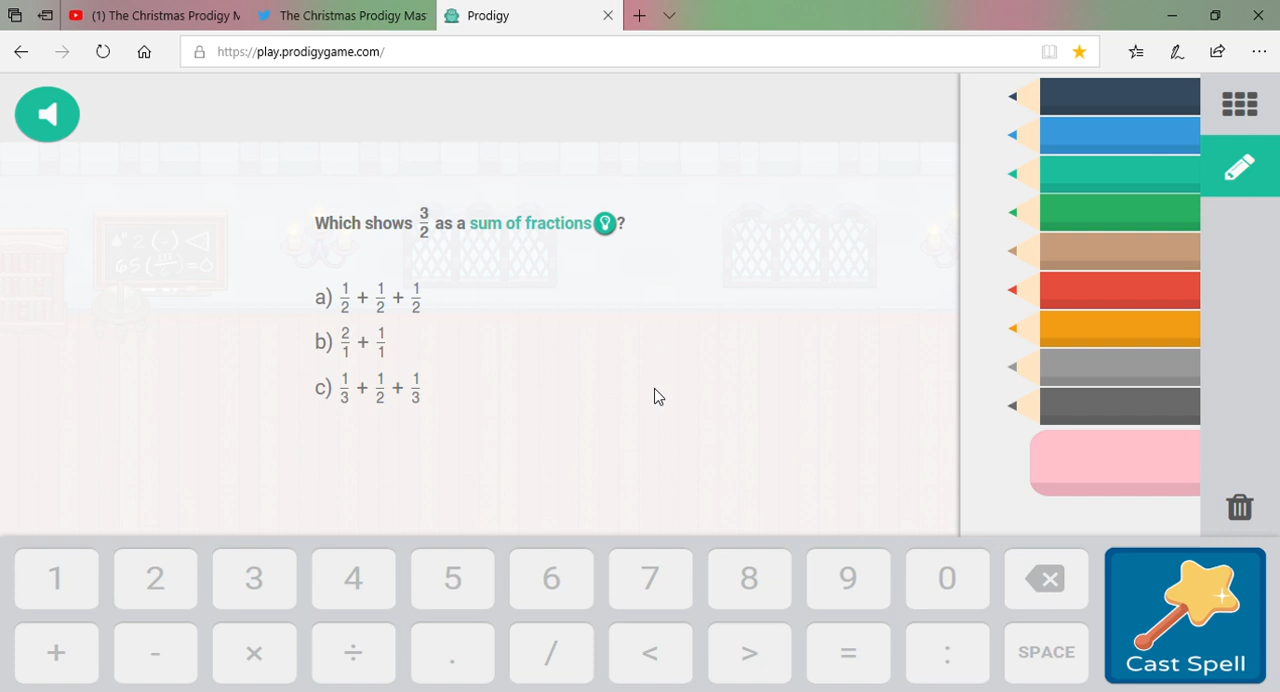 (1) The Christmas Prodigy M
The Christmas Prodigy Mas
Prodigy
https://play.prodigygame.com/
Which shows 3/2 as a sum of fractions?
a) 1/2 + 1/2 + 1/2
b) 2/1 + 1/1
c) 1/3 + 1/2 + 1/3
1 2 3 4 5 6 7 8 9 0
+ - × ÷ . / < > = : SPACE
Cast Spell